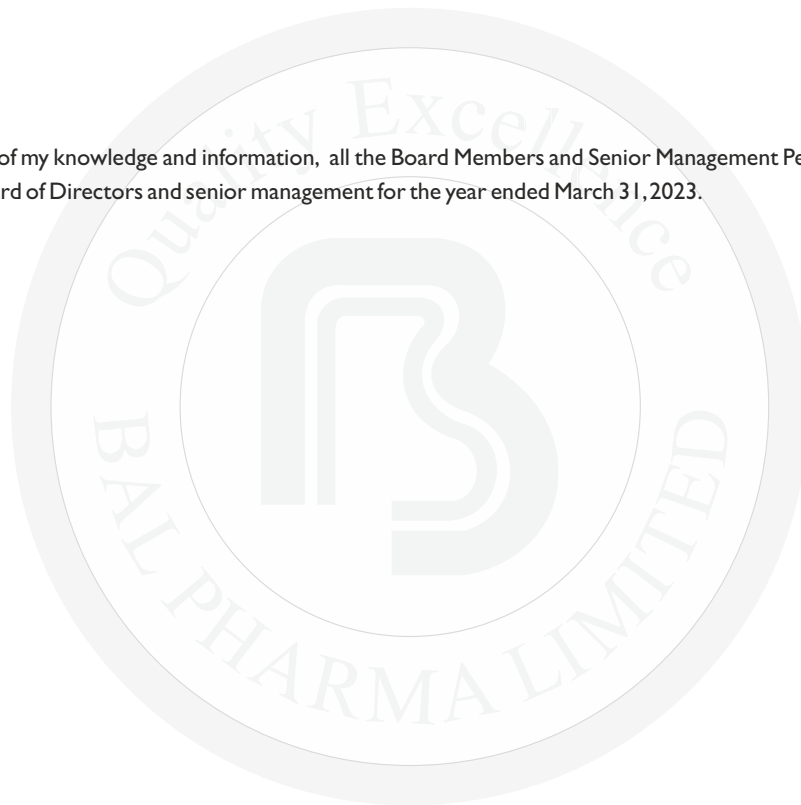 of my knowledge and information, all the Board Members and Senior Management Pe
rd of Directors and senior management for the year ended March 31, 2023.
Quality Excellence
BAL PHARMA LIMITED